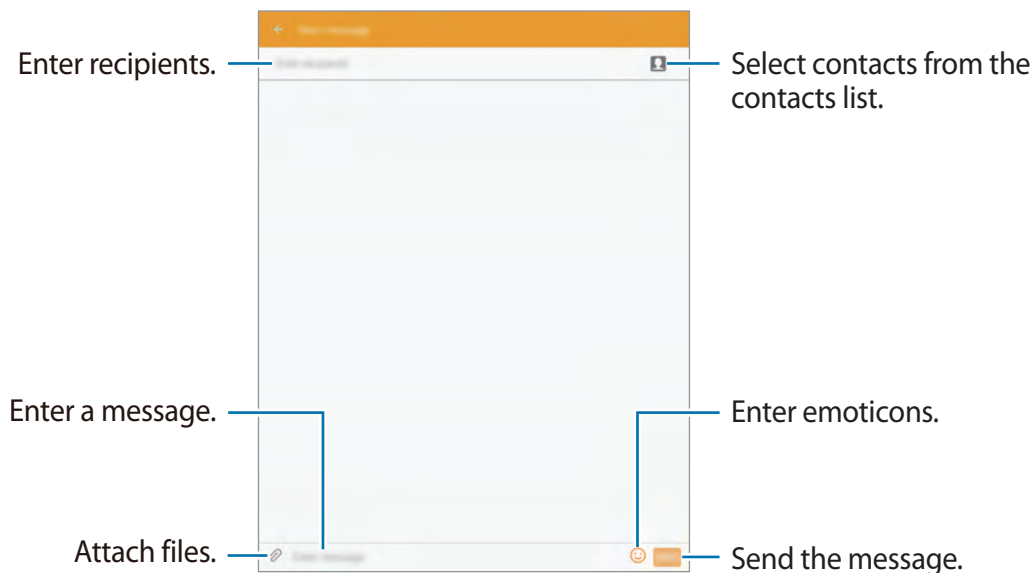 Enter recipients.
Select contacts from the
contacts list.
Enter a message.
Enter emoticons.
Attach files.
Send the message.